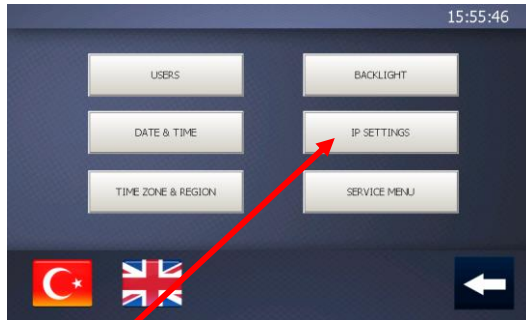 15:55:46
USERS
BACKLIGHT
DATE & TIME
IP SETTINGS
TIME ZONE & REGION
SERVICE MENU